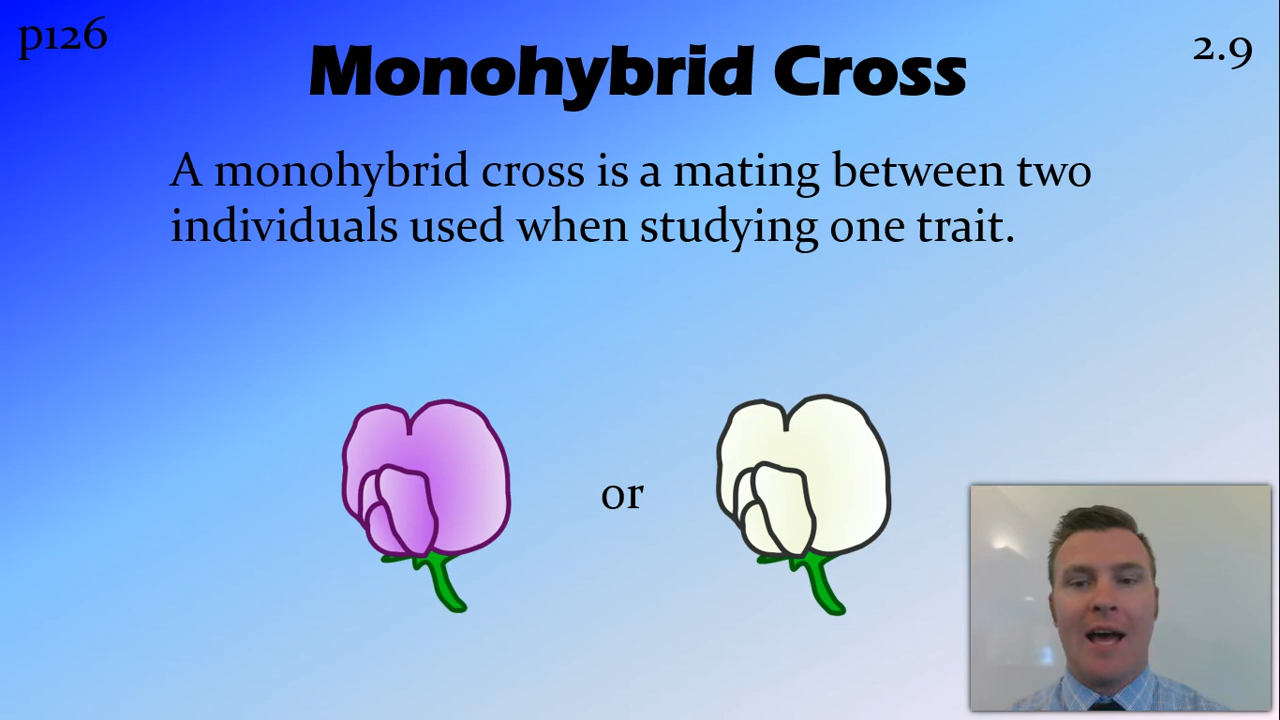 p126
2.9
Monohybrid Cross
A monohybrid cross is a mating between two
individuals used when studying one trait.
or